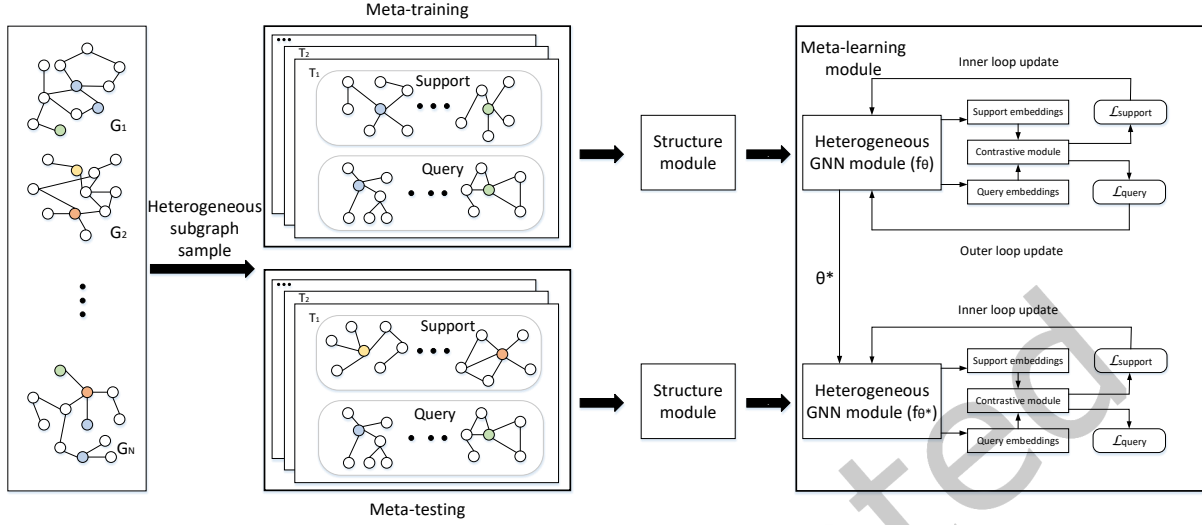 Meta-training
G1
G2
GN
Heterogeneous
subgraph
sample
T2
T1
Support
Query
Structure
module
Meta-learning
module
Inner loop update
Heterogeneous
GNN module (fθ)
Support embeddings
Contrastive module
Query embeddings
ℒsupport
ℒquery
Outer loop update
θ*
T2
T1
Support
Query
Meta-testing
Structure
module
Inner loop update
Heterogeneous
GNN module (fθ*)
Support embeddings
Contrastive module
Query embeddings
ℒsupport
ℒquery
ted